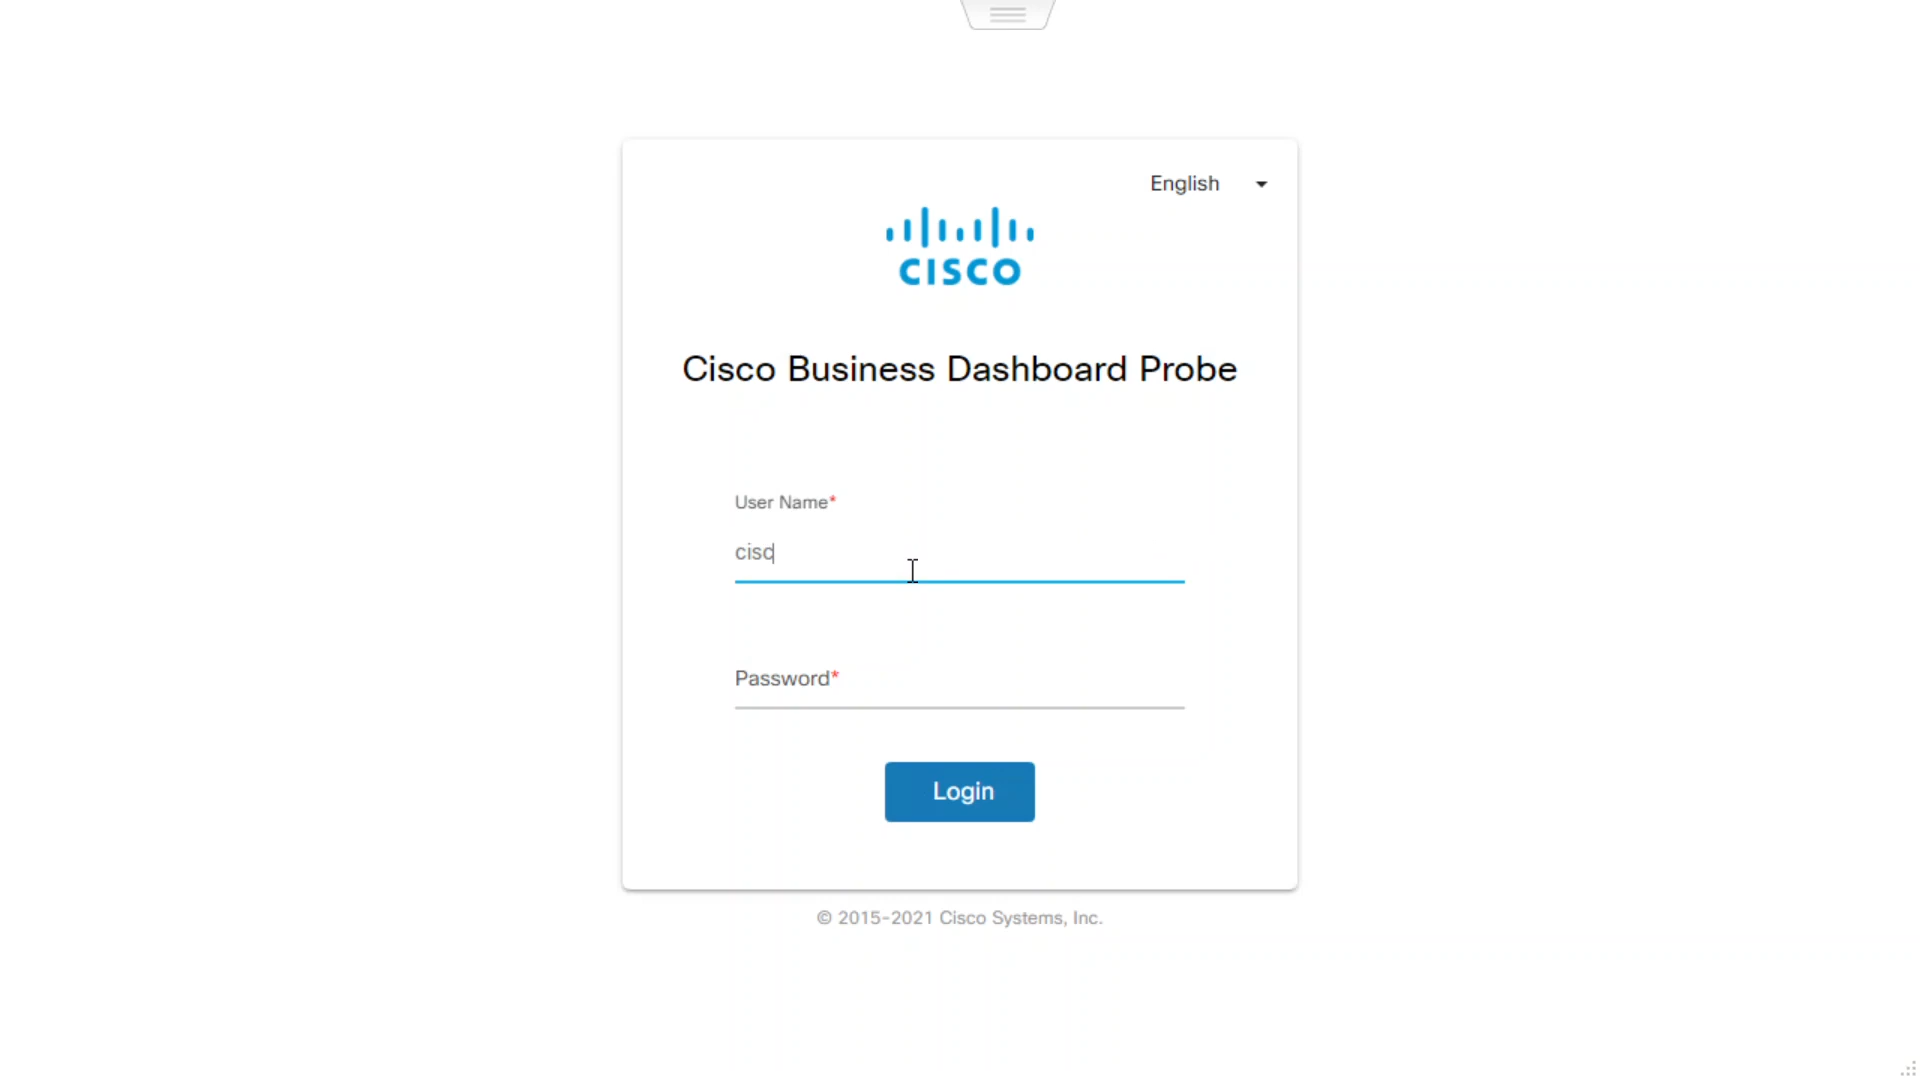 English
CISCO
Cisco Business Dashboard Probe
User Name*
cisc
Password*
Login
© 2015-2021 Cisco Systems, Inc.